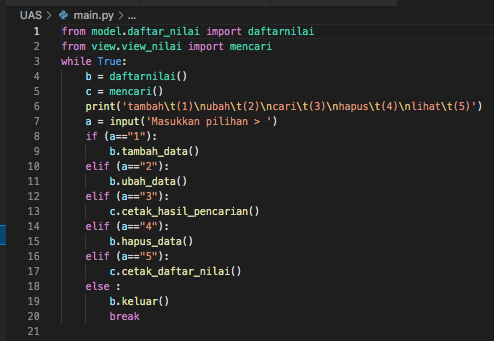 UAS > main.py > ...
1 from model.daftar_nilai import daftarnilai
2 from view.view_nilai import mencari
3 while True:
4     b = daftarnilai()
5     c = mencari()
6     print('tambah\t(1)\nubah\t(2)\ncari\t(3)\nhapus\t(4)\nlihat\t(5)')
7     a = input('Masukkan pilihan > ')
8     if (a=="1"):
9         b.tambah_data()
10     elif (a=="2"):
11         b.ubah_data()
12     elif (a=="3"):
13         c.cetak_hasil_pencarian()
14     elif (a=="4"):
15         b.hapus_data()
16     elif (a=="5"):
17         c.cetak_daftar_nilai()
18     else :
19         b.keluar()
20         break
21